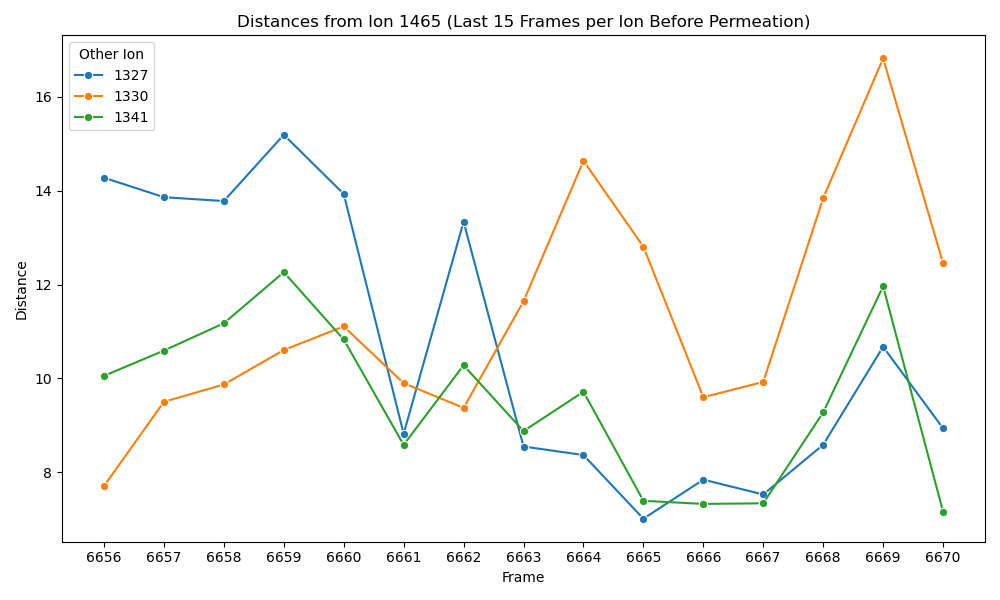 Distances from Ion 1465 (Last 15 Frames per Ion Before Permeation)
Other Ion
1327
1330
1341
Distance
16
14
12
10
8
6656 6657 6658 6659 6660 6661 6662 6663 6664 6665 6666 6667 6668 6669 6670
Frame